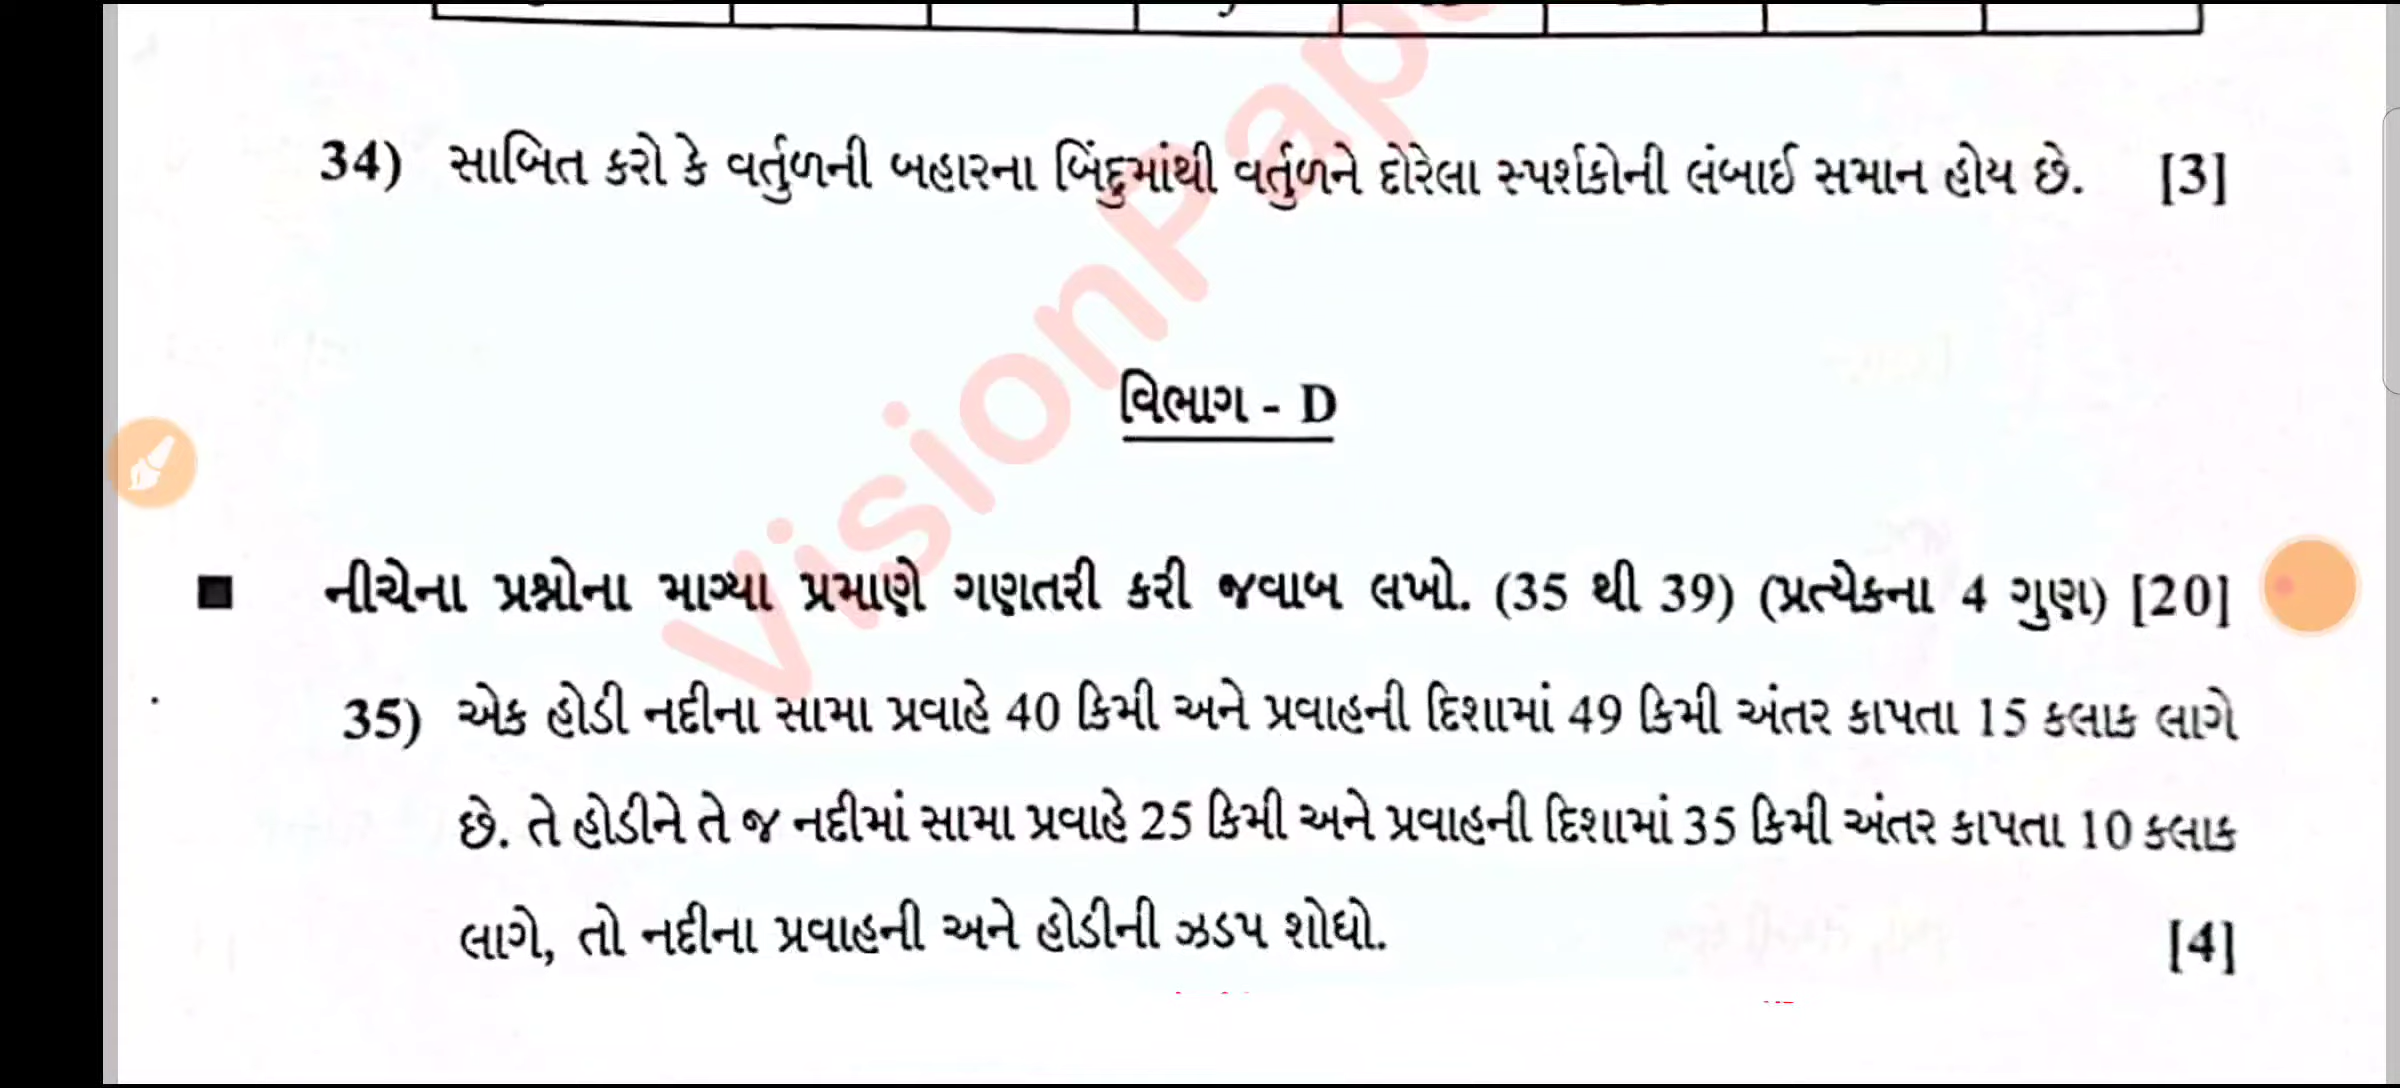 34) સાબિત કરો કે વર્તુળની બહારના બિંદુમાંથી વર્તુળને દોરેલા સ્પર્શકોની લંબાઈ સમાન હોય છે. [3]
વિભાગ - D
■ નીચેના પ્રશ્નોના માગ્યા પ્રમાણે ગણતરી કરી જવાબ લખો. (35 થી 39) (પ્રત્યેકના 4 ગુણ) [20]
35) એક હોડી નદીના સામા પ્રવાહે 40 કિમી અને પ્રવાહની દિશામાં 49 કિમી અંતર કાપતા 15 કલાક લાગે
છે. તે હોડીને તે જ નદીમાં સામા પ્રવાહે 25 કિમી અને પ્રવાહની દિશામાં 35 કિમી અંતર કાપતા 10 કલાક
લાગે, તો નદીના પ્રવાહની અને હોડીની ઝડપ શોધો. [4]
VisionPap